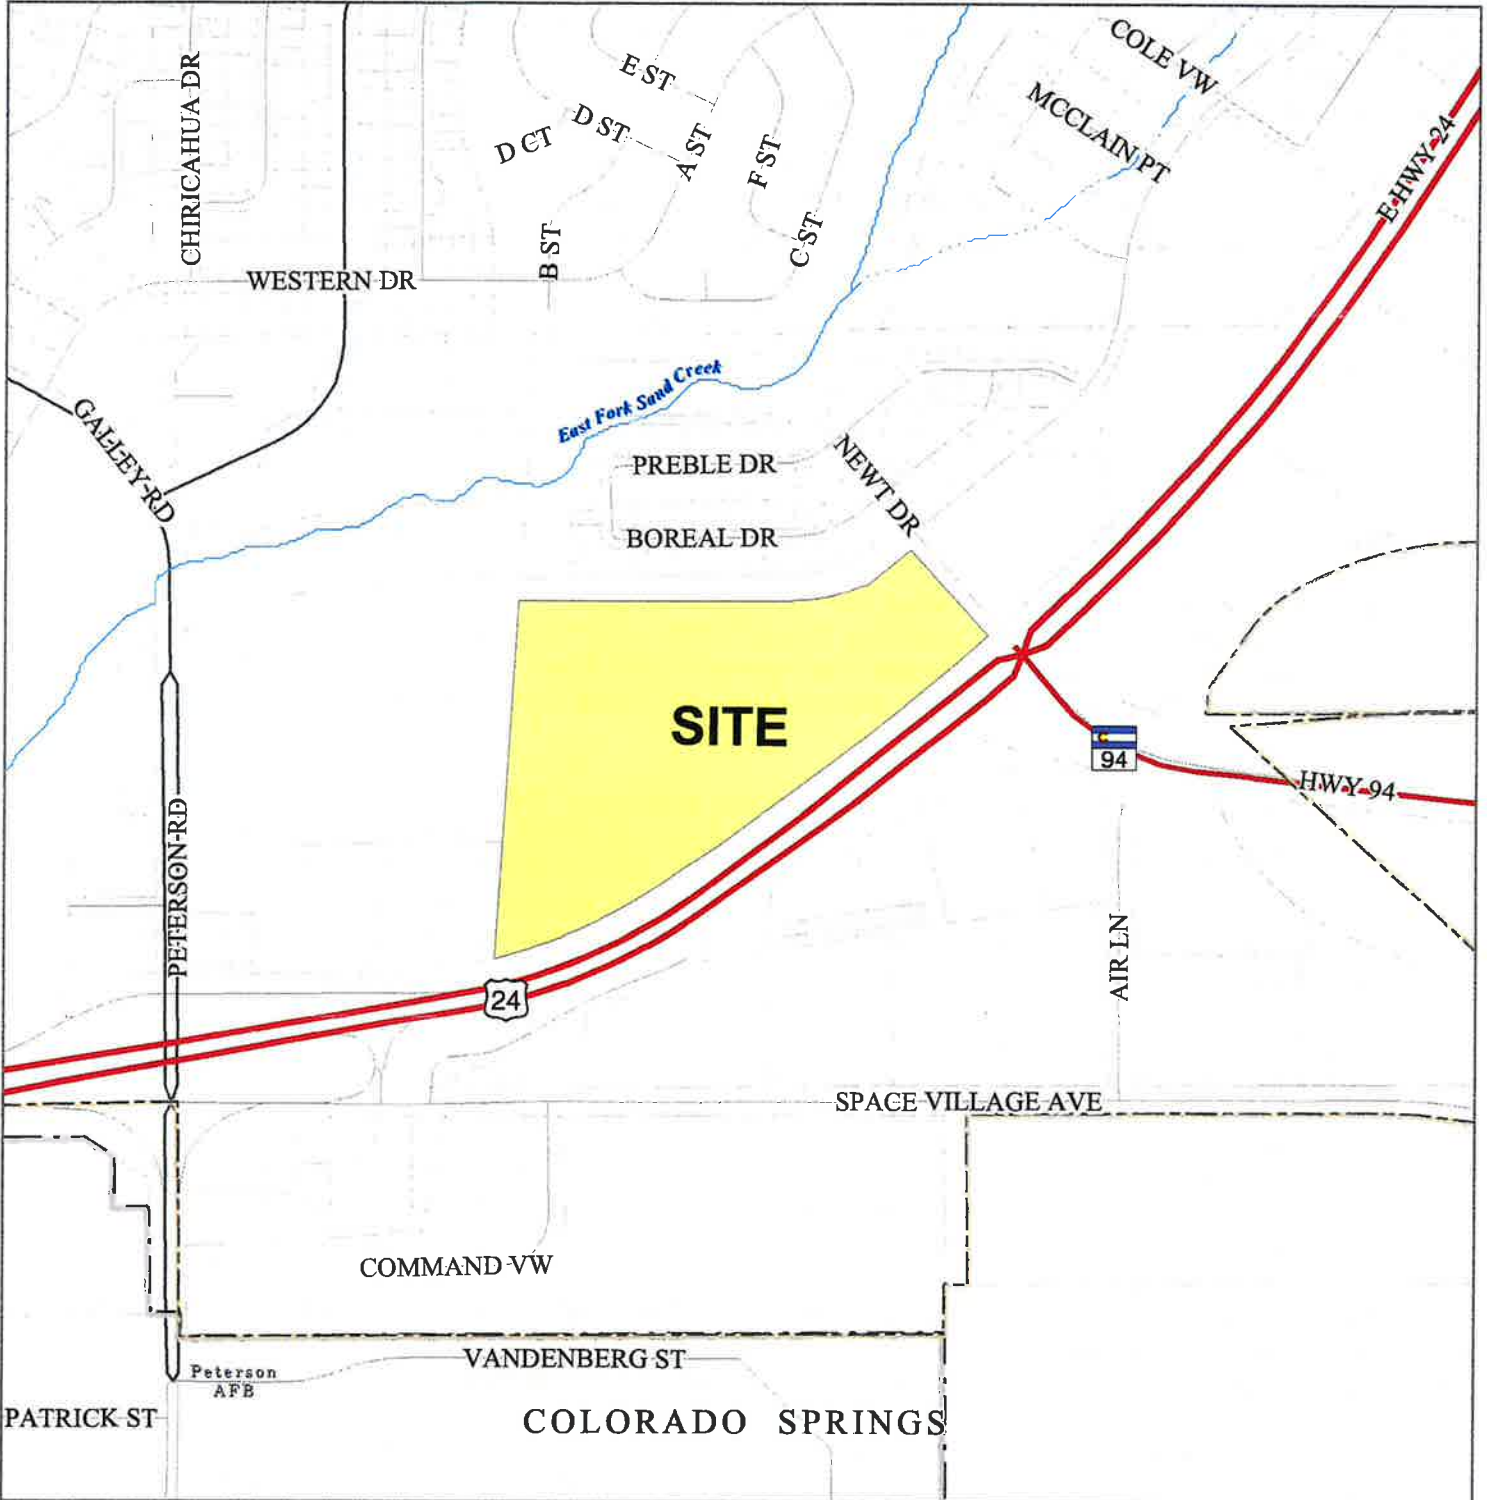 COLE VW
E ST
CHIRICAHUA DR
MCCLAIN PT
D ST
D CT
A ST
F ST
E HWY 24
B ST
C ST
WESTERN DR
East Fork Sand Creek
GALLEY RD
PREBLE DR
NEWT DR
BOREAL DR
SITE
94
HWY 94
PETERSON RD
AIR LN
24
SPACE VILLAGE AVE
COMMAND VW
VANDENBERG ST
Peterson
AFB
PATRICK ST
COLORADO SPRINGS